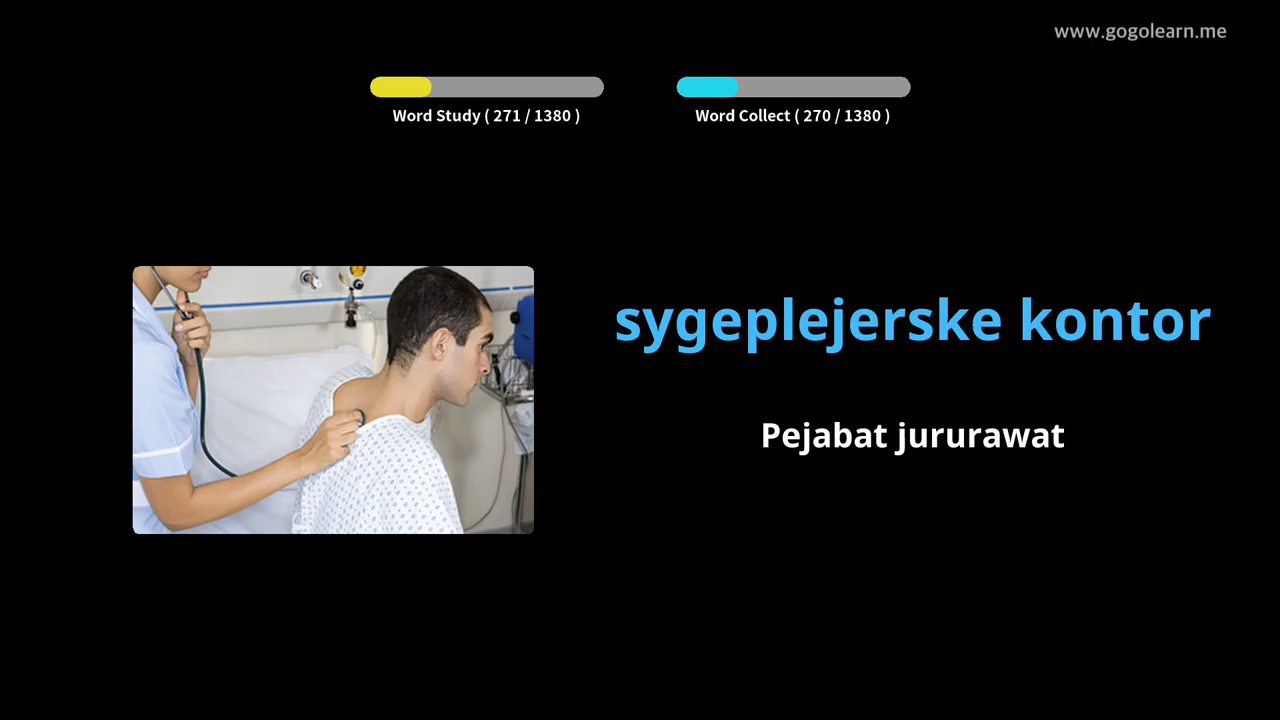 www.gogolearn.me
Word Study ( 271 / 1380 )
Word Collect ( 270 / 1380 )
sygeplejerske kontor
Pejabat jururawat